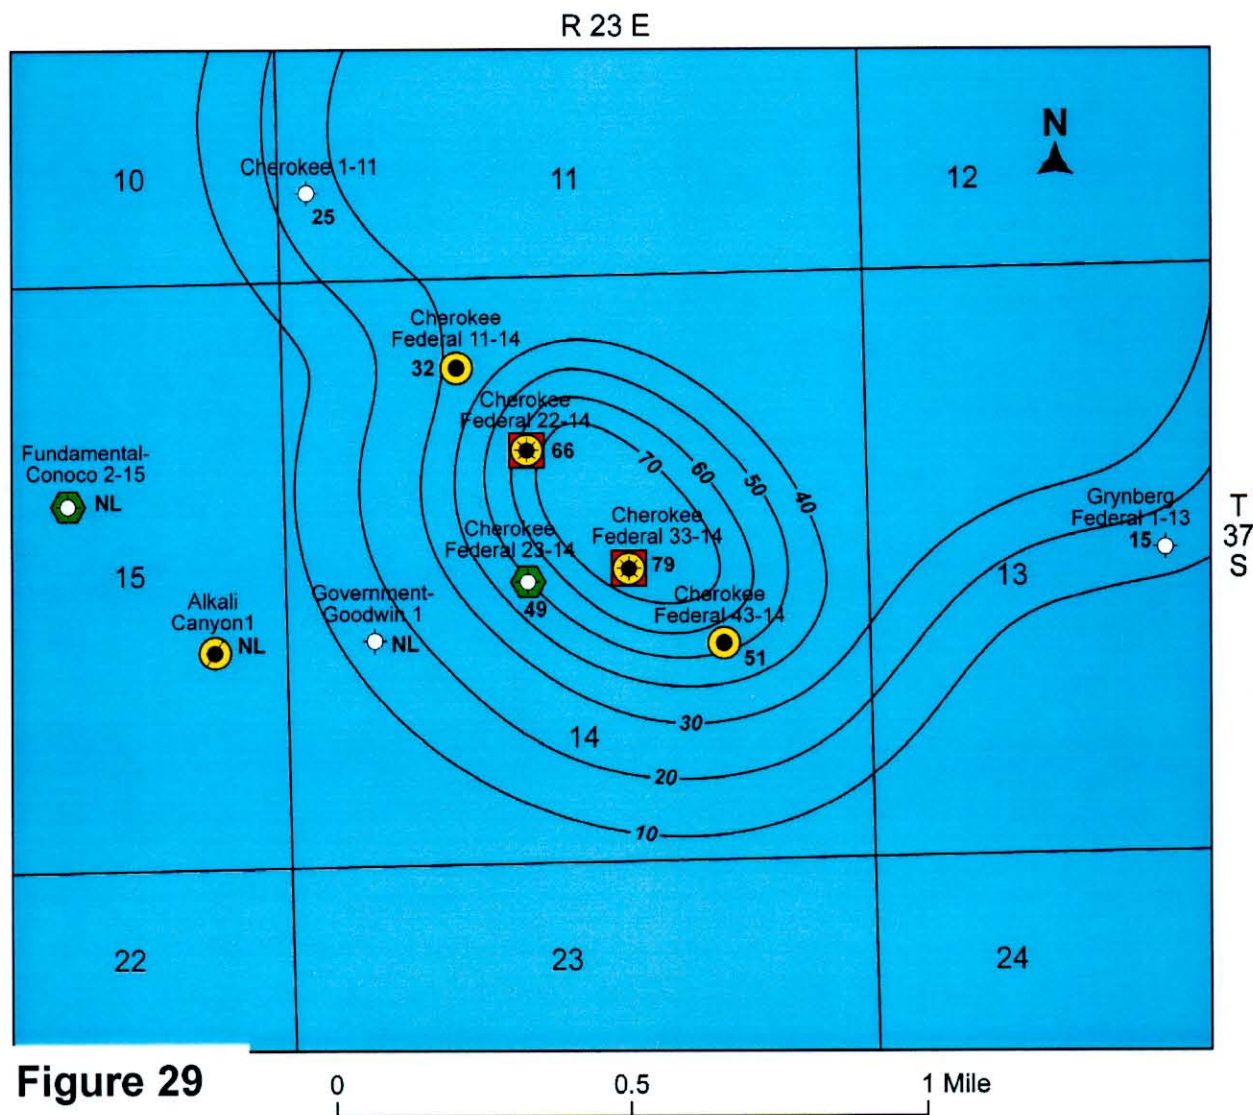 R 23 E
N
10
11
12
Cherokee 1-11
25
Cherokee
Federal 11-14
32
Cherokee
Federal 22-14
66
70
60
50
40
Fundamental-
Conoco 2-15
NL
Cherokee
Federal 23-14
49
Cherokee
Federal 33-14
79
Grynberg
Federal 1-13
15
T
37
S
15
13
Alkali
Canyon1
NL
Government-
Goodwin 1
NL
Cherokee
Federal 43-14
51
14
30
20
10
22
23
24
Figure 29
0
0.5
1 Mile